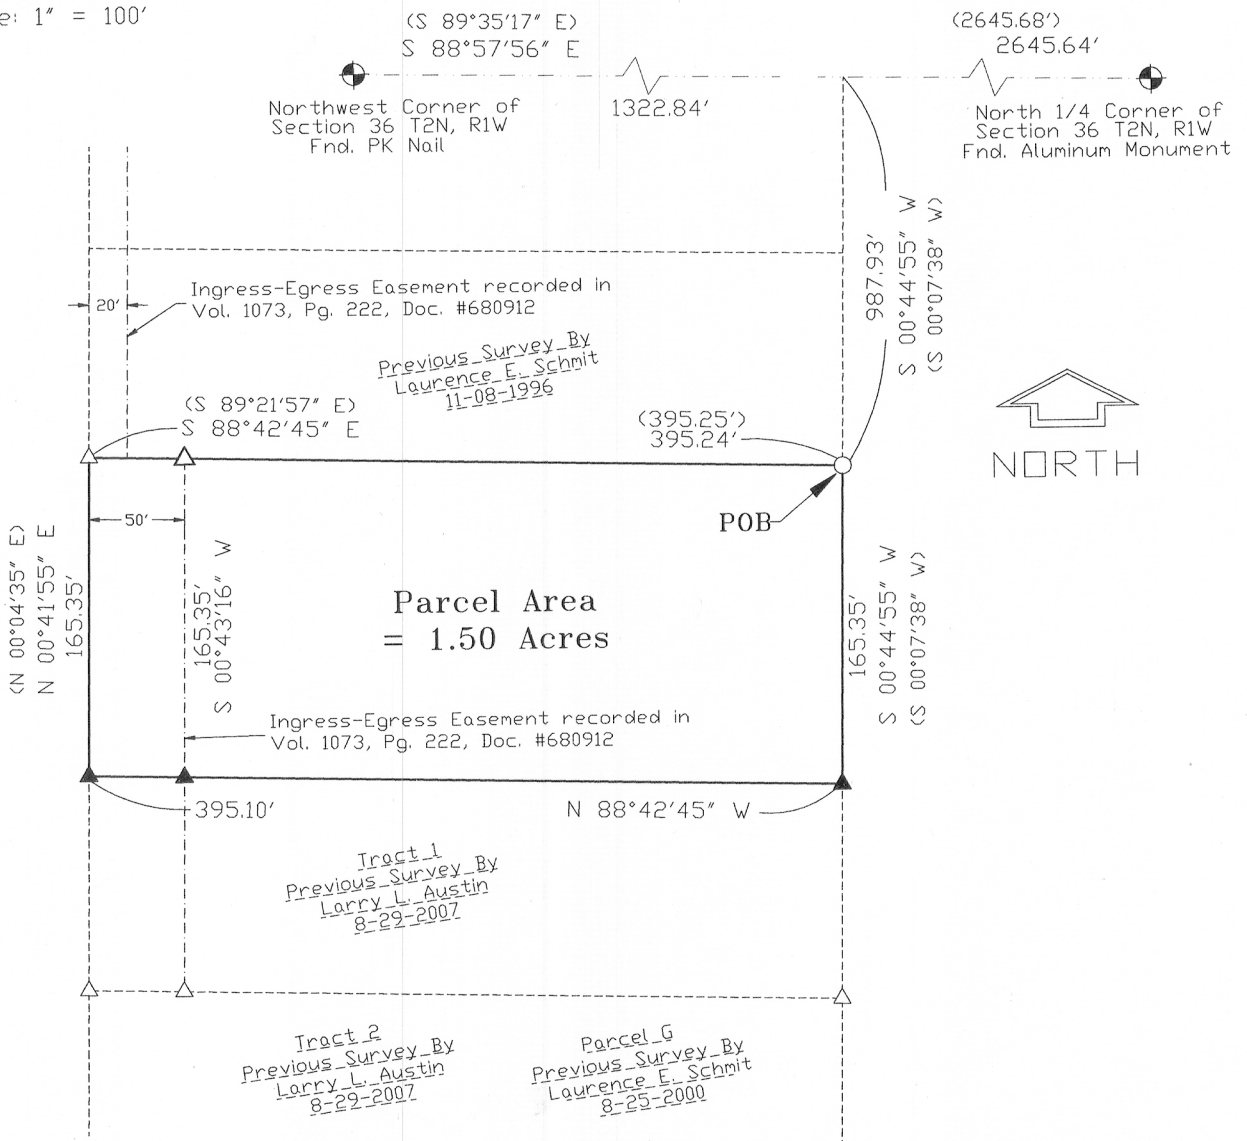 e: 1″ = 100′
(S 89°35′17″ E)
S 88°57′56″ E
(2645.68′)
2645.64′
Northwest Corner of
Section 36 T2N, R1W
Fnd. PK Nail
1322.84′
North 1/4 Corner of
Section 36 T2N, R1W
Fnd. Aluminum Monument
987.93′
S 00°44′55″ W
(S 00°07′38″ W)
20′
Ingress-Egress Easement recorded in
Vol. 1073, Pg. 222, Doc. #680912
Previous Survey By
Laurence E. Schmit
11-08-1996
(S 89°21′57″ E)
S 88°42′45″ E
(395.25′)
395.24′
NORTH
POB
50′
(N 00°04′35″ E)
N 00°41′55″ E
165.35′
165.35′
S 00°43′16″ W
Parcel Area
= 1.50 Acres
165.35′
S 00°44′55″ W
(S 00°07′38″ W)
Ingress-Egress Easement recorded in
Vol. 1073, Pg. 222, Doc. #680912
395.10′
N 88°42′45″ W
Tract 1
Previous Survey By
Larry L. Austin
8-29-2007
Tract 2
Previous Survey By
Larry L. Austin
8-29-2007
Parcel G
Previous Survey By
Laurence E. Schmit
8-25-2000